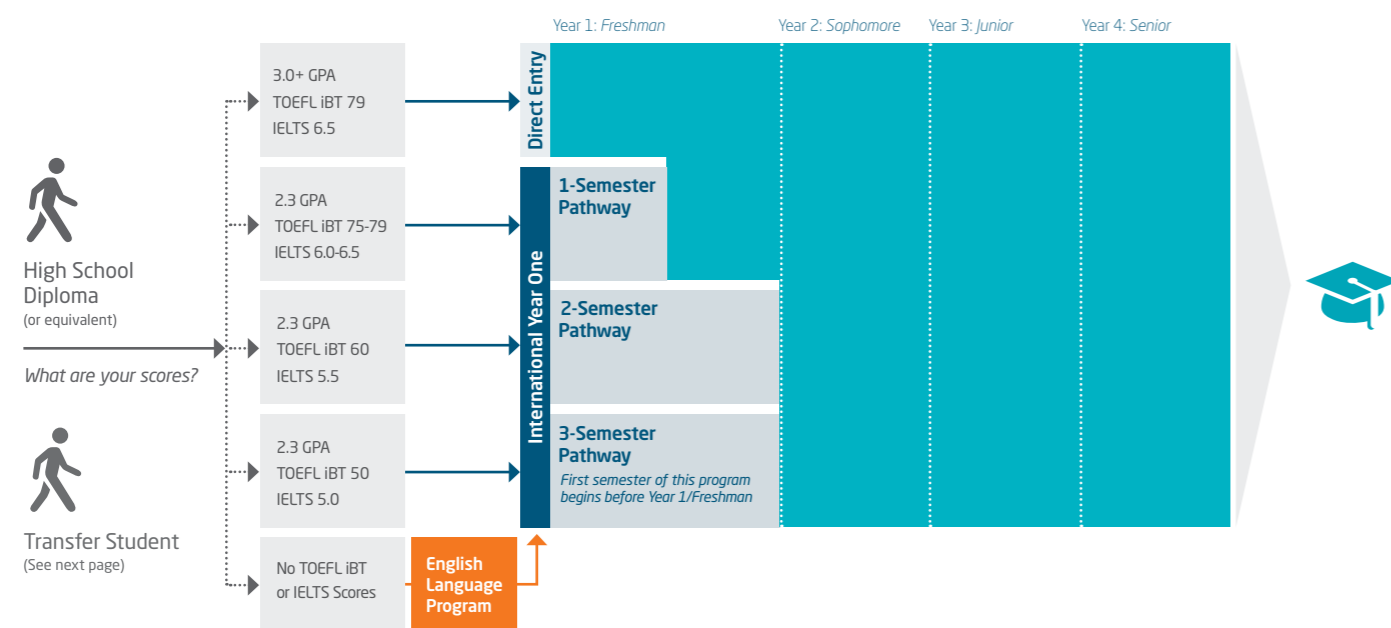 Year 1: Freshman
Year 2: Sophomore
Year 3: Junior
Year 4: Senior
3.0+ GPA
TOEFL iBT 79
IELTS 6.5
Direct Entry
High School
Diploma
(or equivalent)
What are your scores?
Transfer Student
(See next page)
2.3 GPA
TOEFL iBT 75-79
IELTS 6.0-6.5
2.3 GPA
TOEFL iBT 60
IELTS 5.5
2.3 GPA
TOEFL iBT 50
IELTS 5.0
No TOEFL iBT
or IELTS Scores
English
Language
Program
International Year One
1-Semester
Pathway
2-Semester
Pathway
3-Semester
Pathway
First semester of this program
begins before Year 1/Freshman